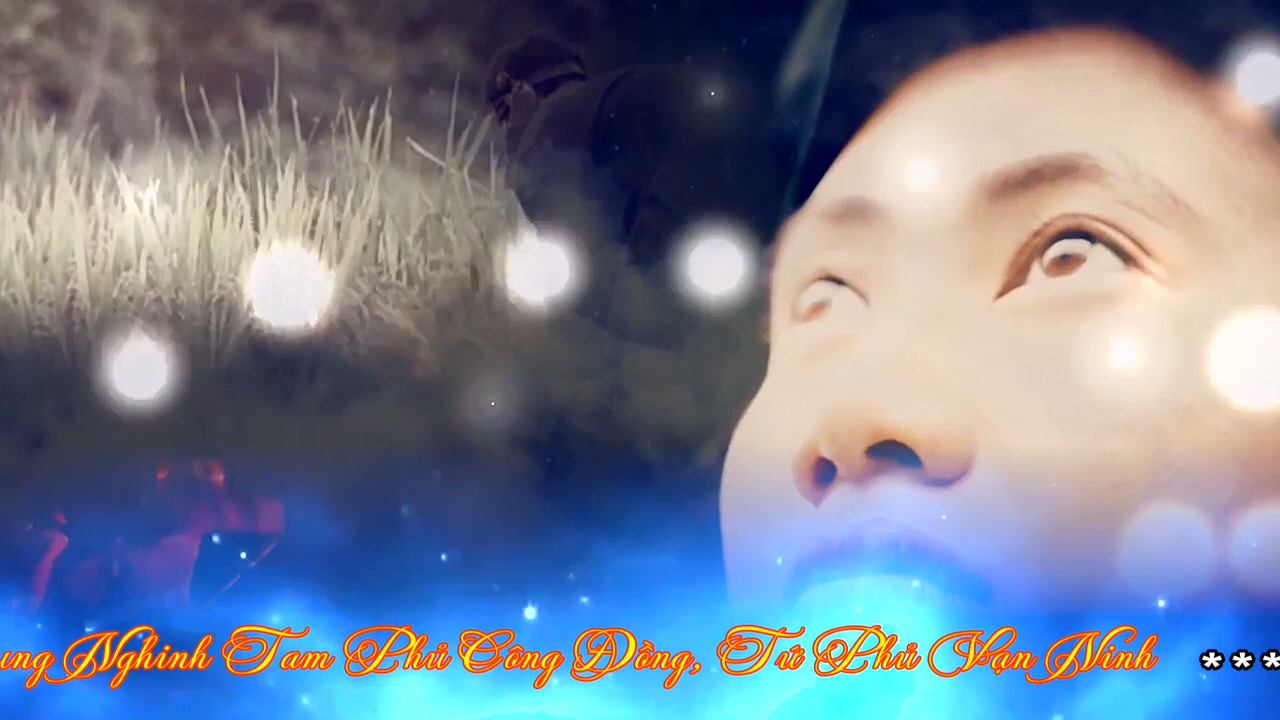 Nghinh Tam Phủ Công Đồng, Tứ Phủ Vạn Ninh ***